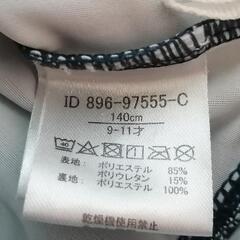 ID 896-97555-C
140cm
9-11才
40
表地：ポリエステル 85%
ポリウレタン 15%
裏地：ポリエステル 100%
乾燥機使用禁止